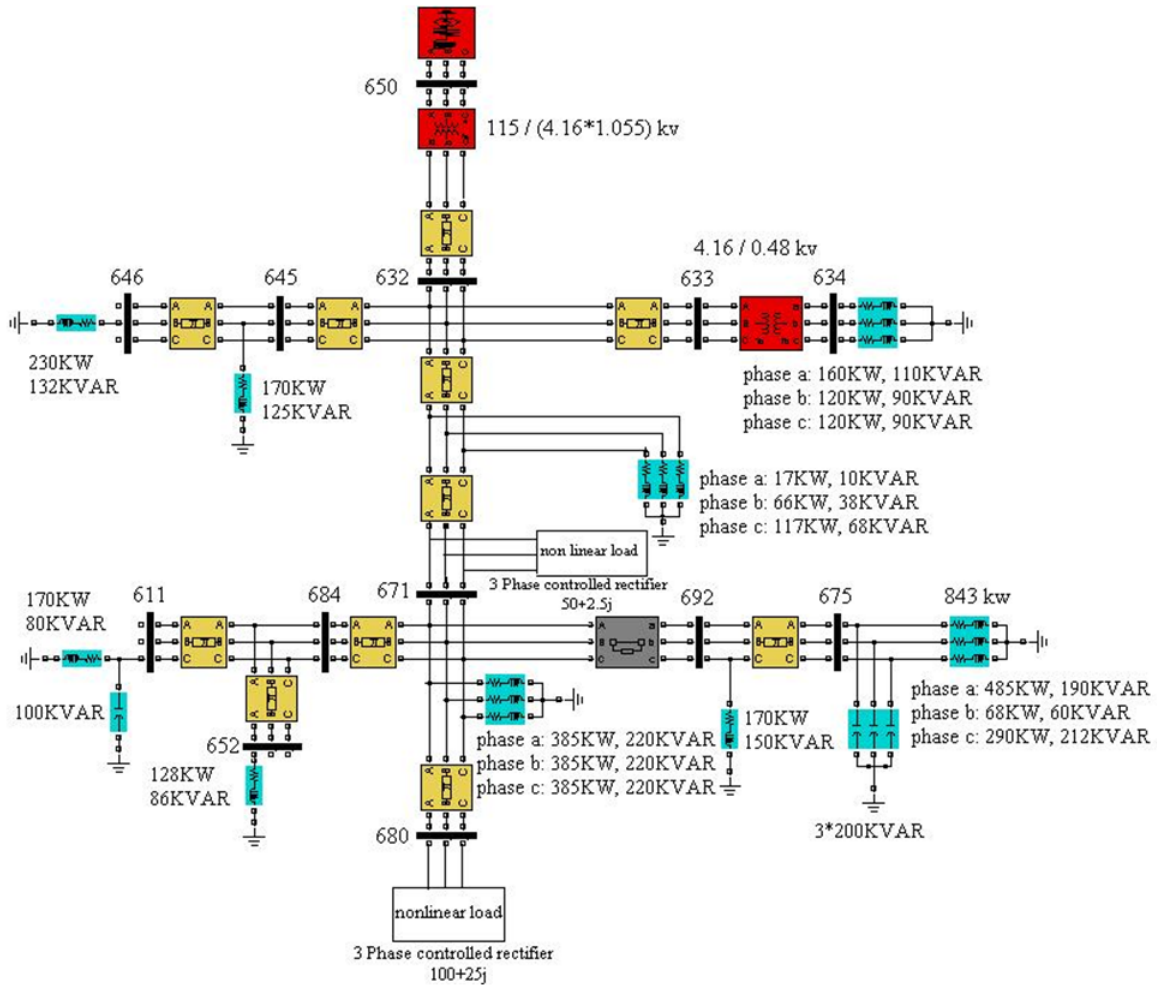 650
115 / (4.16*1.055) kv
4.16 / 0.48 kv
646
645
632
633
634
230KW
132KVAR
170KW
125KVAR
phase a: 160KW, 110KVAR
phase b: 120KW, 90KVAR
phase c: 120KW, 90KVAR
phase a: 17KW, 10KVAR
phase b: 66KW, 38KVAR
phase c: 117KW, 68KVAR
non linear load
3 Phase controlled rectifier
50+2.5j
170KW
80KVAR
611
684
671
692
675
843 kw
100KVAR
652
128KW
86KVAR
phase a: 385KW, 220KVAR
phase b: 385KW, 220KVAR
phase c: 385KW, 220KVAR
170KW
150KVAR
phase a: 485KW, 190KVAR
phase b: 68KW, 60KVAR
phase c: 290KW, 212KVAR
3*200KVAR
680
nonlinear load
3 Phase controlled rectifier
100+25j